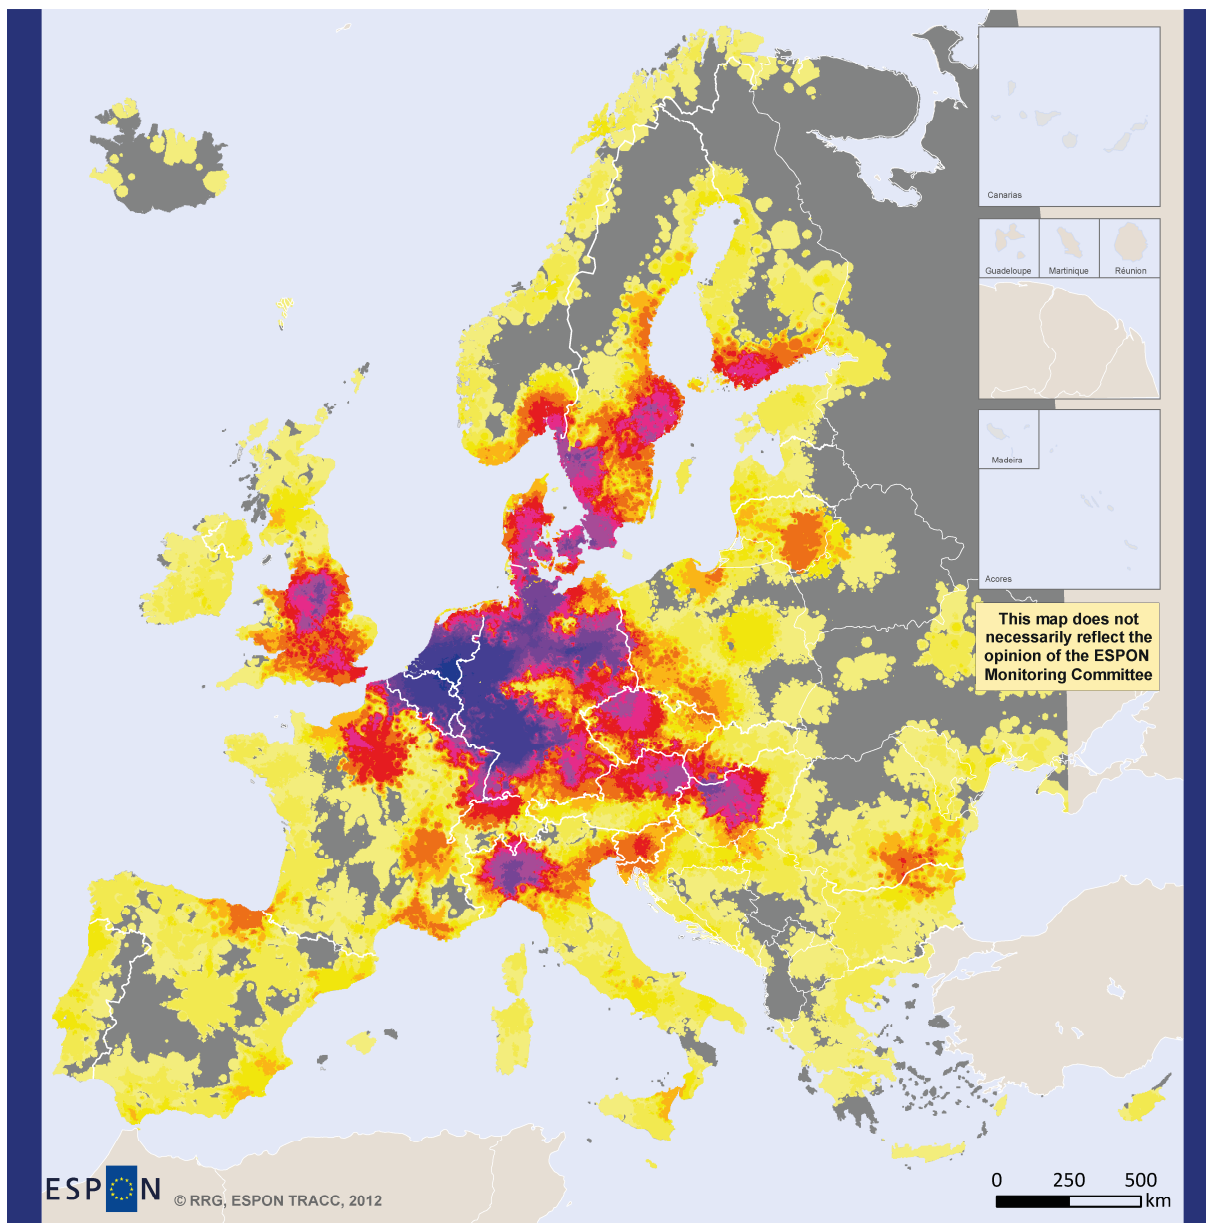 Canarias
Guadeloupe
Martinique
Réunion
Madeira
Acores
This map does not
necessarily reflect the
opinion of the ESPON
Monitoring Committee
ESPON
© RRG, ESPON TRACC, 2012
0 250 500
km